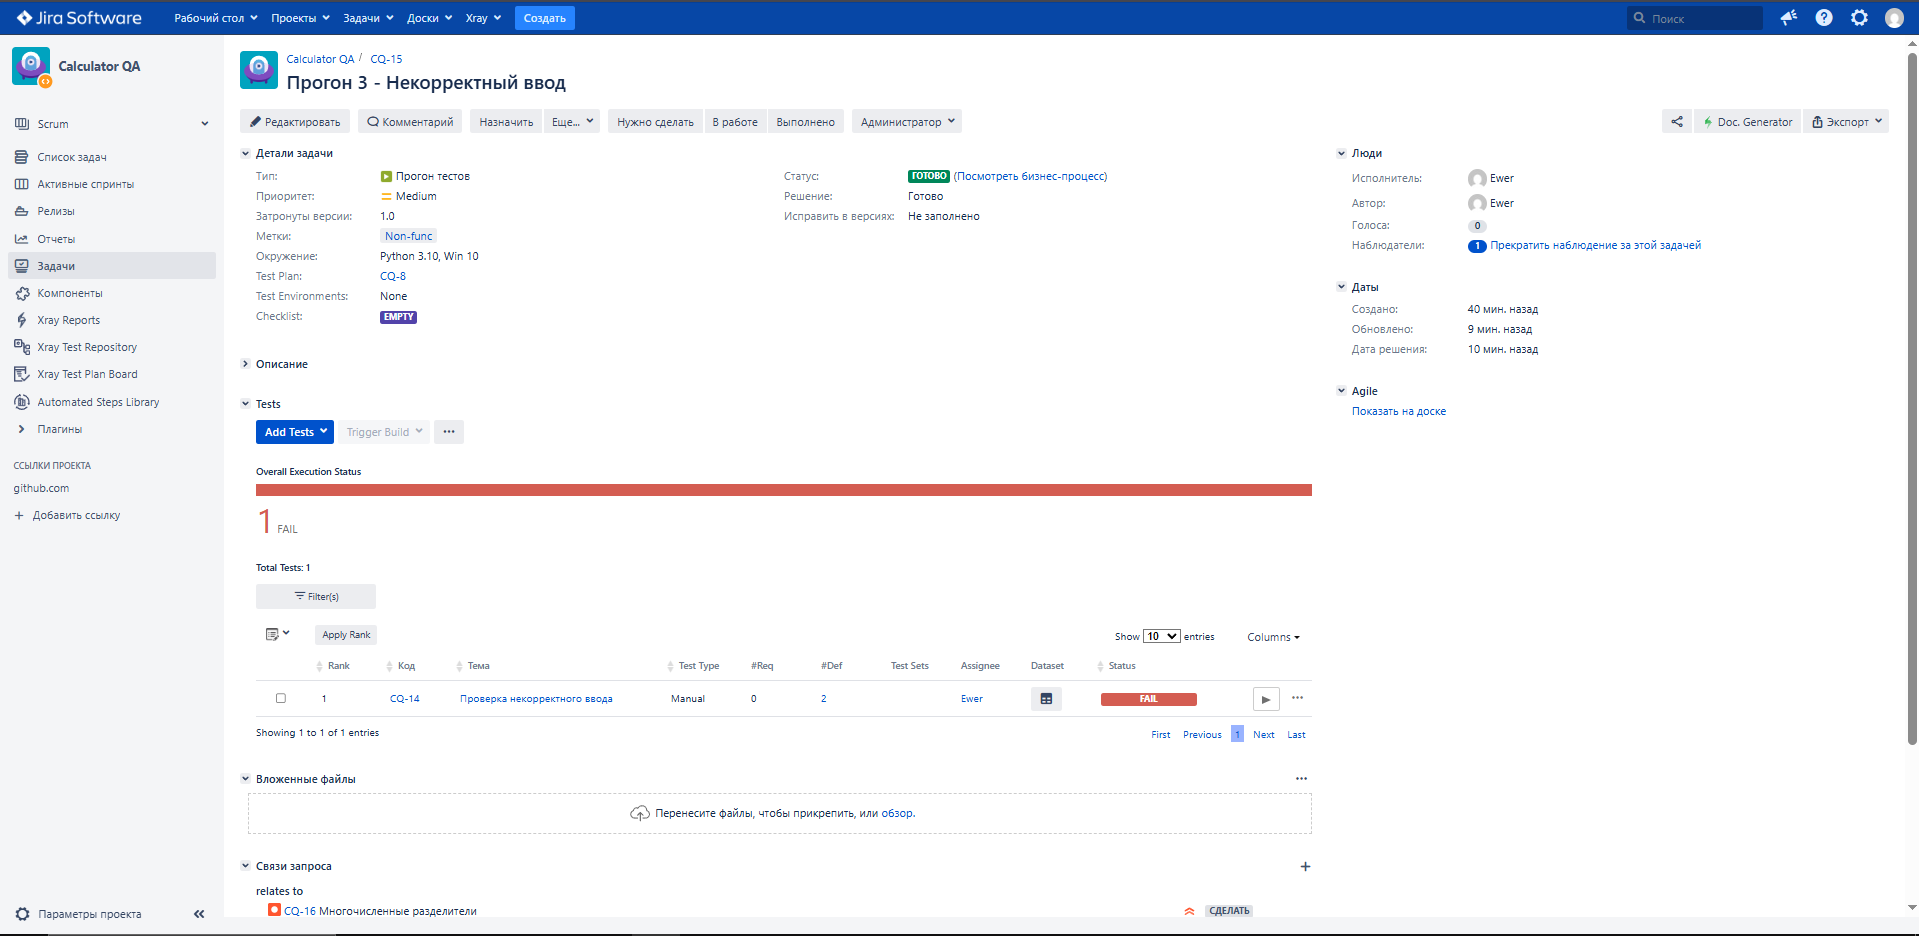 Jira Software
Рабочий стол
Проекты
Задачи
Доски
Xray
Создать
Поиск
Calculator QA
Scrum
Список задач
Активные спринты
Релизы
Отчеты
Задачи
Компоненты
Xray Reports
Xray Test Repository
Xray Test Plan Board
Automated Steps Library
Плагины
ССЫЛКИ ПРОЕКТА
github.com
+ Добавить ссылку
Параметры проекта
Calculator QA / CQ-15
Прогон 3 - Некорректный ввод
Редактировать
Комментарий
Назначить
Еще...
Нужно сделать
В работе
Выполнено
Администратор
Doc. Generator
Экспорт
Детали задачи
Тип: Прогон тестов
Приоритет: Medium
Затронуты версии: 1.0
Метки: Non-func
Окружение: Python 3.10, Win 10
Test Plan: CQ-8
Test Environments: None
Checklist: EMPTY
Статус: ГОТОВО (Посмотреть бизнес-процесс)
Решение: Готово
Исправить в версиях: Не заполнено
Люди
Исполнитель: Ewer
Автор: Ewer
Голоса: 0
Наблюдатели: 1 Прекратить наблюдение за этой задачей
Даты
Создано: 40 мин. назад
Обновлено: 9 мин. назад
Дата решения: 10 мин. назад
Agile
Показать на доске
Описание
Tests
Add Tests
Trigger Build
...
Overall Execution Status
1 FAIL
Total Tests: 1
Filter(s)
Apply Rank
Show 10 entries
Columns
Rank Код Тема Test Type #Req #Def Test Sets Assignee Dataset Status
1 CQ-14 Проверка некорректного ввода Manual 0 2 Ewer FAIL
Showing 1 to 1 of 1 entries
First Previous 1 Next Last
Вложенные файлы
Перенесите файлы, чтобы прикрепить, или обзор.
Связи запроса
relates to
CQ-16 Многочисленные разделители СДЕЛАТЬ